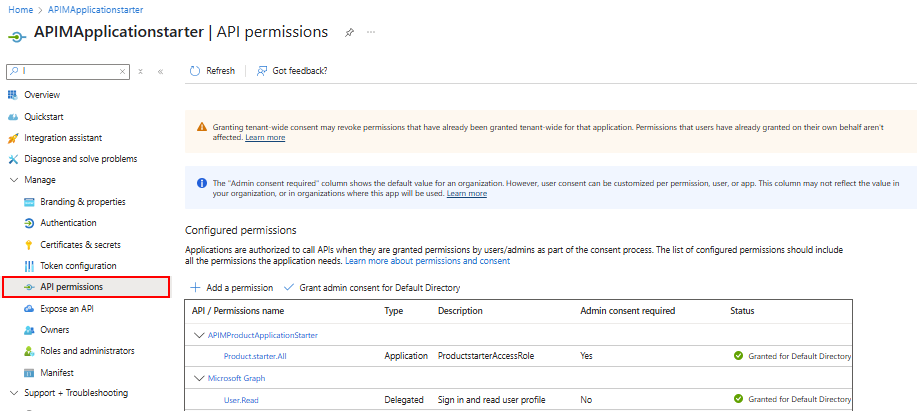 Home > APIMApplicationstarter >
APIMApplicationstarter | API permissions
Refresh
Got feedback?
Overview
Quickstart
Integration assistant
Diagnose and solve problems
Manage
Branding & properties
Authentication
Certificates & secrets
Token configuration
API permissions
Expose an API
Owners
Roles and administrators
Manifest
Support + Troubleshooting
Granting tenant-wide consent may revoke permissions that have already been granted tenant-wide for that application. Permissions that users have already granted on their own behalf aren't
affected. Learn more
The "Admin consent required" column shows the default value for an organization. However, user consent can be customized per permission, user, or app. This column may not reflect the value in
your organization, or in organizations where this app will be used. Learn more
Configured permissions
Applications are authorized to call APIs when they are granted permissions by users/admins as part of the consent process. The list of configured permissions should include
all the permissions the application needs. Learn more about permissions and consent
Add a permission
Grant admin consent for Default Directory
API / Permissions name Type Description Admin consent required Status
APIMProductApplicationStarter
Product.starter.All Application ProductstarterAccessRole Yes Granted for Default Directory
Microsoft Graph
User.Read Delegated Sign in and read user profile No Granted for Default Directory